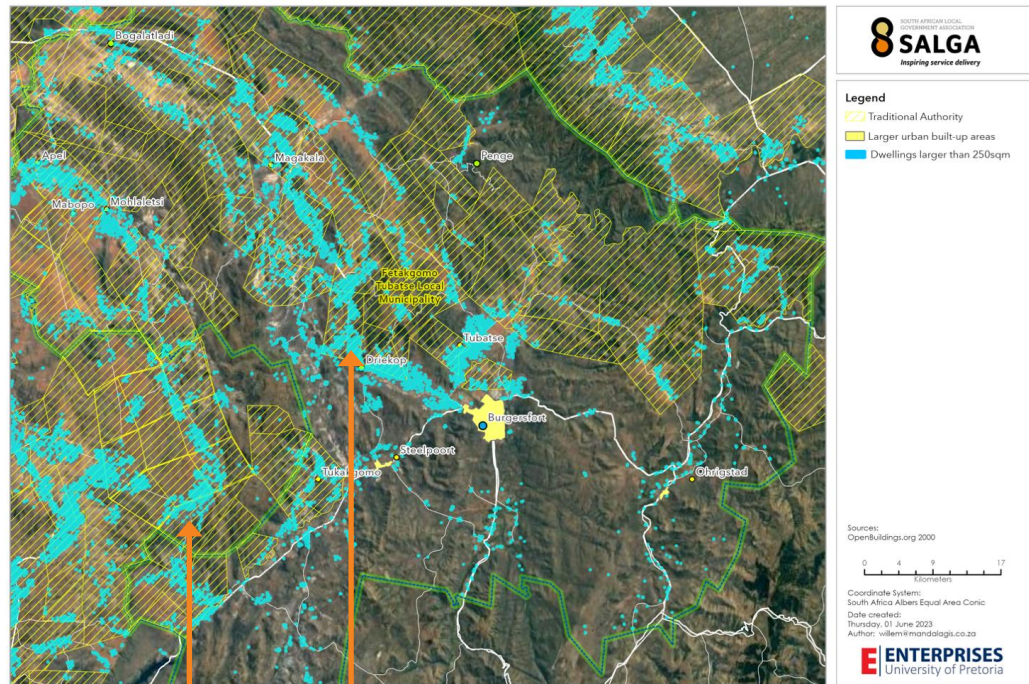 Bogalatladi
Magakala
Penge
Apel
Mabopo
Mohlaletsi
Fetakgomo
Tubatse Local
Municipality
Tubatse
Driekop
Burgersfort
Steelpoort
Tukakgomo
Ohrigstad
SOUTH AFRICAN LOCAL
GOVERNMENT ASSOCIATION
SALGA
Inspiring service delivery
Legend
Traditional Authority
Larger urban built-up areas
Dwellings larger than 250sqm
Sources:
OpenBuildings.org 2000
0 4 9 17
Kilometers
Coordinate System:
South Africa Albers Equal Area Conic
Date created:
Thursday, 01 June 2023
Author: willem@mandalagis.co.za
E ENTERPRISES
University of Pretoria